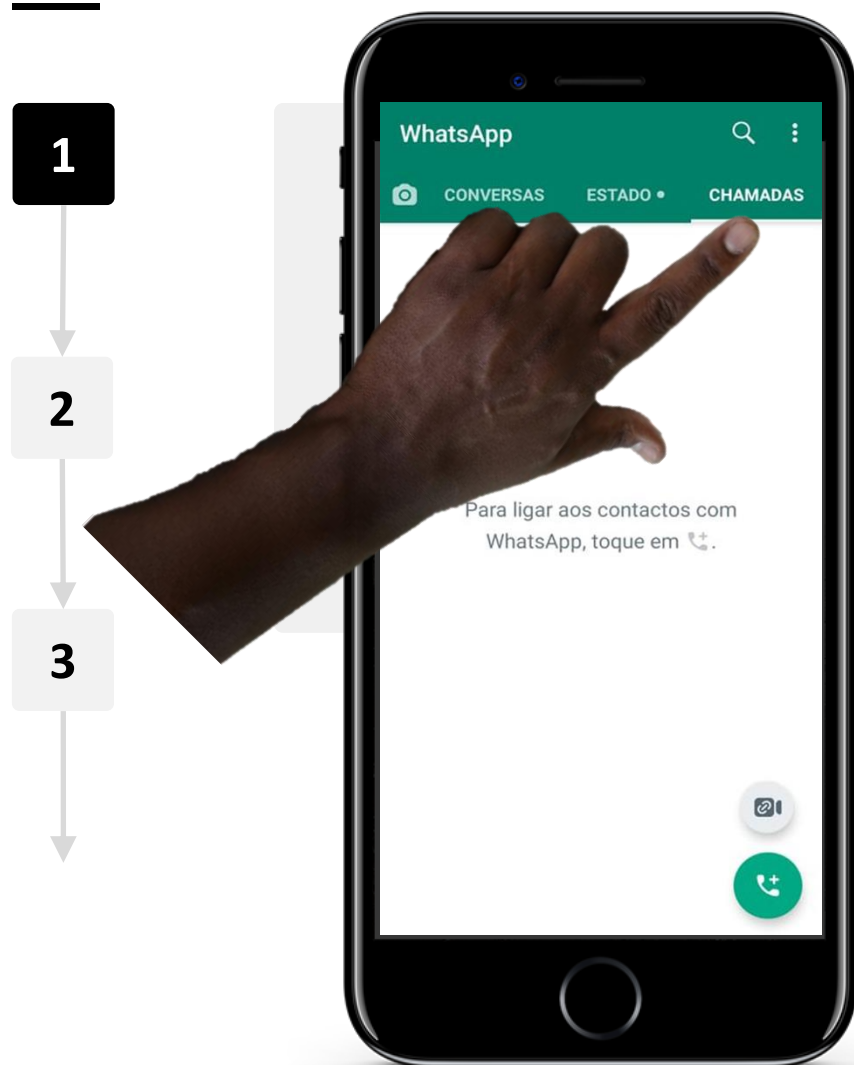 1
2
3
WhatsApp
CONVERSAS ESTADO • CHAMADAS
Para ligar aos contactos com
WhatsApp, toque em